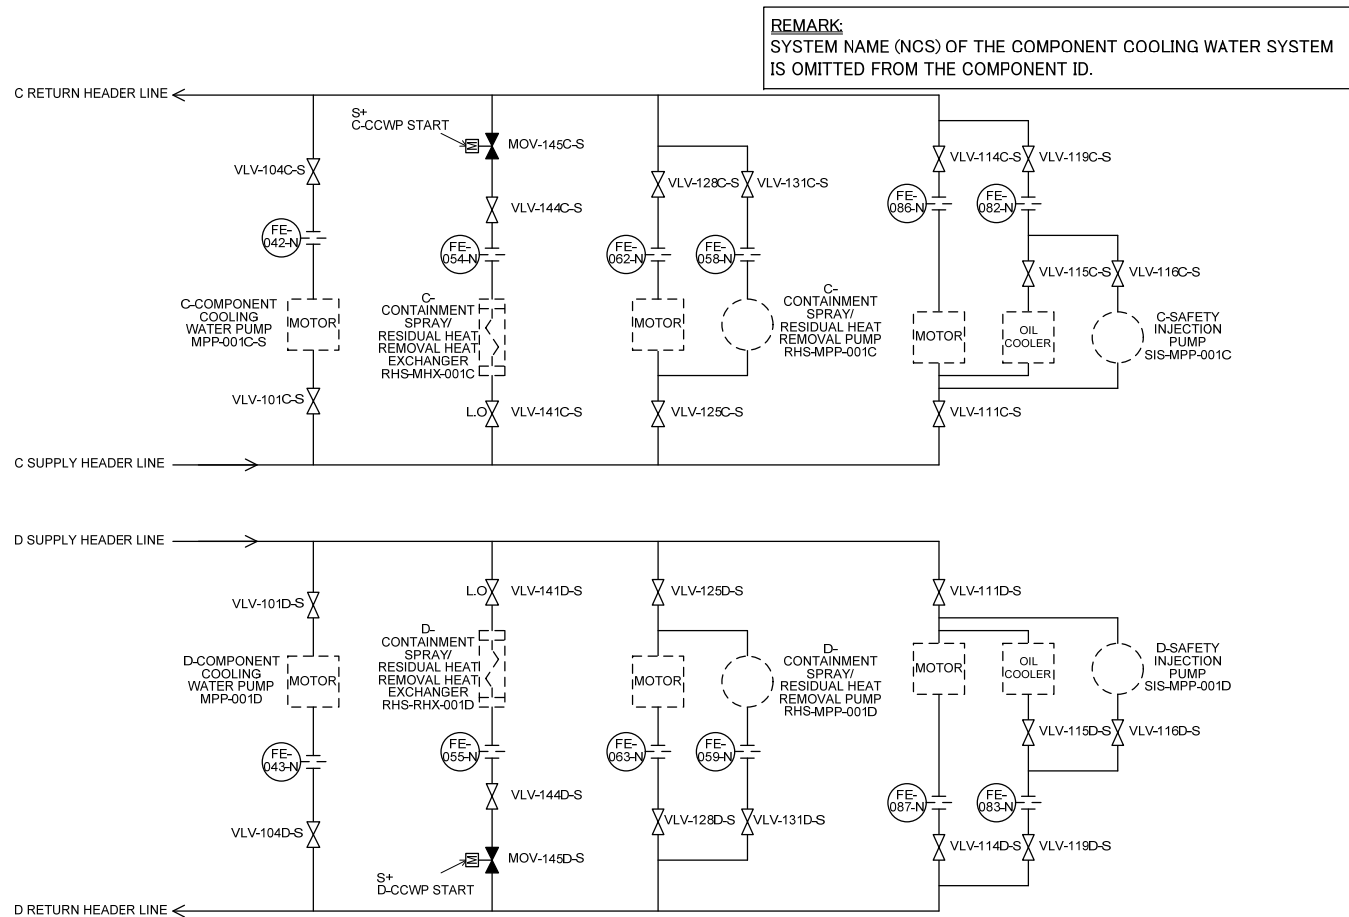 REMARK:
SYSTEM NAME (NCS) OF THE COMPONENT COOLING WATER SYSTEM
IS OMITTED FROM THE COMPONENT ID.
C RETURN HEADER LINE
S+
C-CCWP START
M
MOV-145C-S
VLV-104C-S
VLV-144C-S
VLV-128C-S
VLV-131C-S
VLV-114C-S
VLV-119C-S
FE-
042-N
FE-
054-N
FE-
062-N
FE-
058-N
FE-
086-N
FE-
082-N
VLV-115C-S
VLV-116C-S
C-COMPONENT
COOLING
WATER PUMP
MPP-001C-S
MOTOR
C-
CONTAINMENT
SPRAY/
RESIDUAL HEAT
REMOVAL HEAT
EXCHANGER
RHS-MHX-001C
MOTOR
C-
CONTAINMENT
SPRAY/
RESIDUAL HEAT
REMOVAL PUMP
RHS-MPP-001C
MOTOR
OIL
COOLER
C-SAFETY
INJECTION
PUMP
SIS-MPP-001C
VLV-101C-S
L.O
VLV-141C-S
VLV-125C-S
VLV-111C-S
C SUPPLY HEADER LINE
D SUPPLY HEADER LINE
VLV-101D-S
L.O
VLV-141D-S
VLV-125D-S
VLV-111D-S
D-COMPONENT
COOLING
WATER PUMP
MPP-001D
MOTOR
D-
CONTAINMENT
SPRAY/
RESIDUAL HEAT
REMOVAL HEAT
EXCHANGER
RHS-RHX-001D
MOTOR
D-
CONTAINMENT
SPRAY/
RESIDUAL HEAT
REMOVAL PUMP
RHS-MPP-001D
MOTOR
OIL
COOLER
D-SAFETY
INJECTION
PUMP
SIS-MPP-001D
VLV-115D-S
VLV-116D-S
FE-
043-N
FE-
055-N
FE-
063-N
FE-
059-N
FE-
087-N
FE-
083-N
VLV-104D-S
VLV-144D-S
VLV-128D-S
VLV-131D-S
VLV-114D-S
VLV-119D-S
M
MOV-145D-S
S+
D-CCWP START
D RETURN HEADER LINE